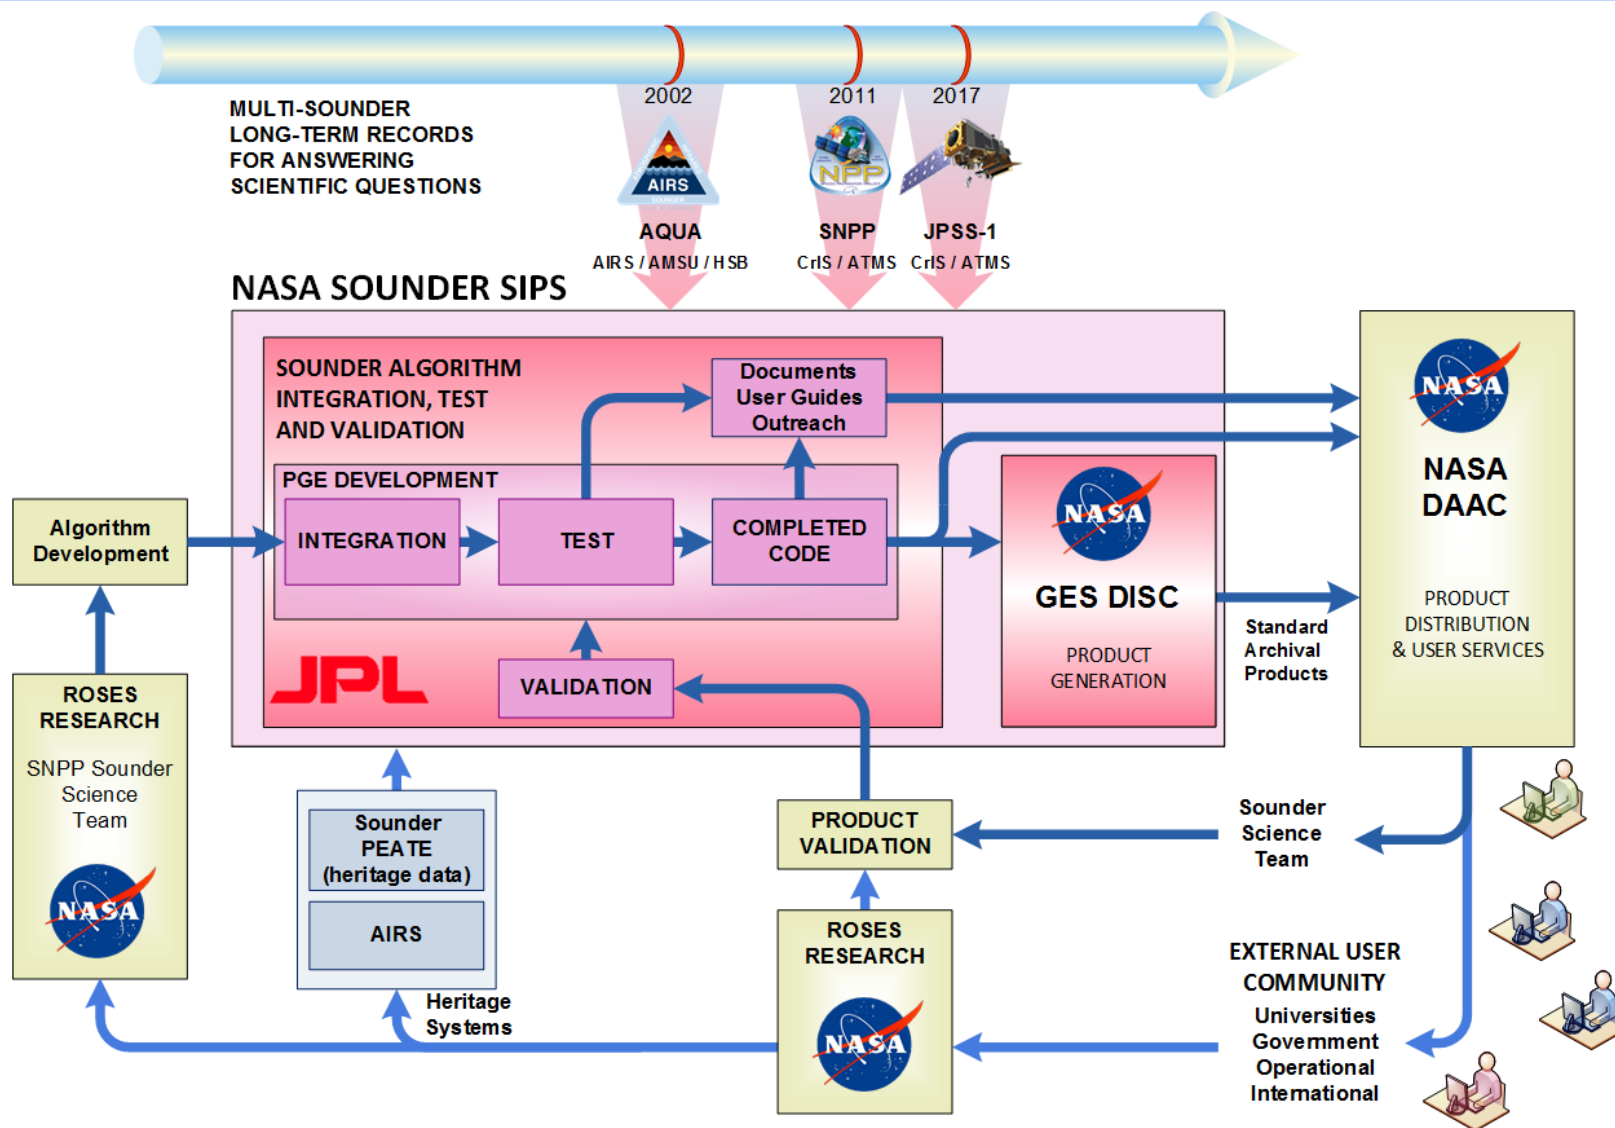 2002
2011
2017
MULTI-SOUNDER
LONG-TERM RECORDS
FOR ANSWERING
SCIENTIFIC QUESTIONS
AIRS
SOUNDER
NPP
AQUA
AIRS / AMSU / HSB
SNPP
CrIS / ATMS
JPSS-1
CrIS / ATMS
NASA SOUNDER SIPS
SOUNDER ALGORITHM
INTEGRATION, TEST
AND VALIDATION
Documents
User Guides
Outreach
PGE DEVELOPMENT
INTEGRATION
TEST
COMPLETED
CODE
JPL
VALIDATION
NASA
GES DISC
PRODUCT
GENERATION
NASA
NASA
DAAC
PRODUCT
DISTRIBUTION
& USER SERVICES
Standard
Archival
Products
Algorithm
Development
ROSES
RESEARCH
SNPP Sounder
Science
Team
NASA
Sounder
PEATE
(heritage data)
AIRS
Heritage
Systems
PRODUCT
VALIDATION
ROSES
RESEARCH
NASA
Sounder
Science
Team
EXTERNAL USER
COMMUNITY
Universities
Government
Operational
International